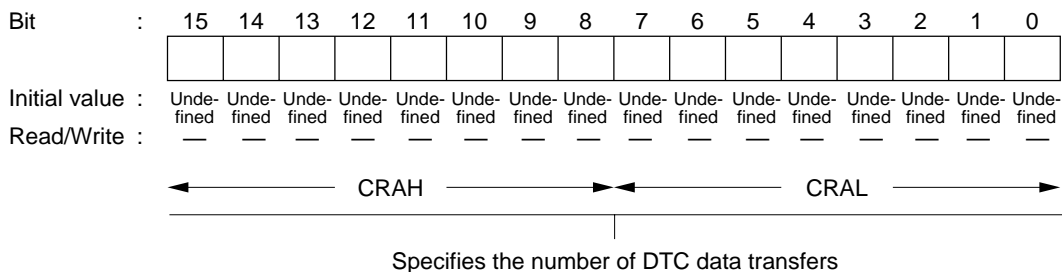 Bit : 15 14 13 12 11 10 9 8 7 6 5 4 3 2 1 0
Initial value : Unde- Unde- Unde- Unde- Unde- Unde- Unde- Unde- Unde- Unde- Unde- Unde- Unde- Unde- Unde- Unde-
fined fined fined fined fined fined fined fined fined fined fined fined fined fined fined fined
Read/Write : — — — — — — — — — — — — — — — —
CRAH CRAL
Specifies the number of DTC data transfers